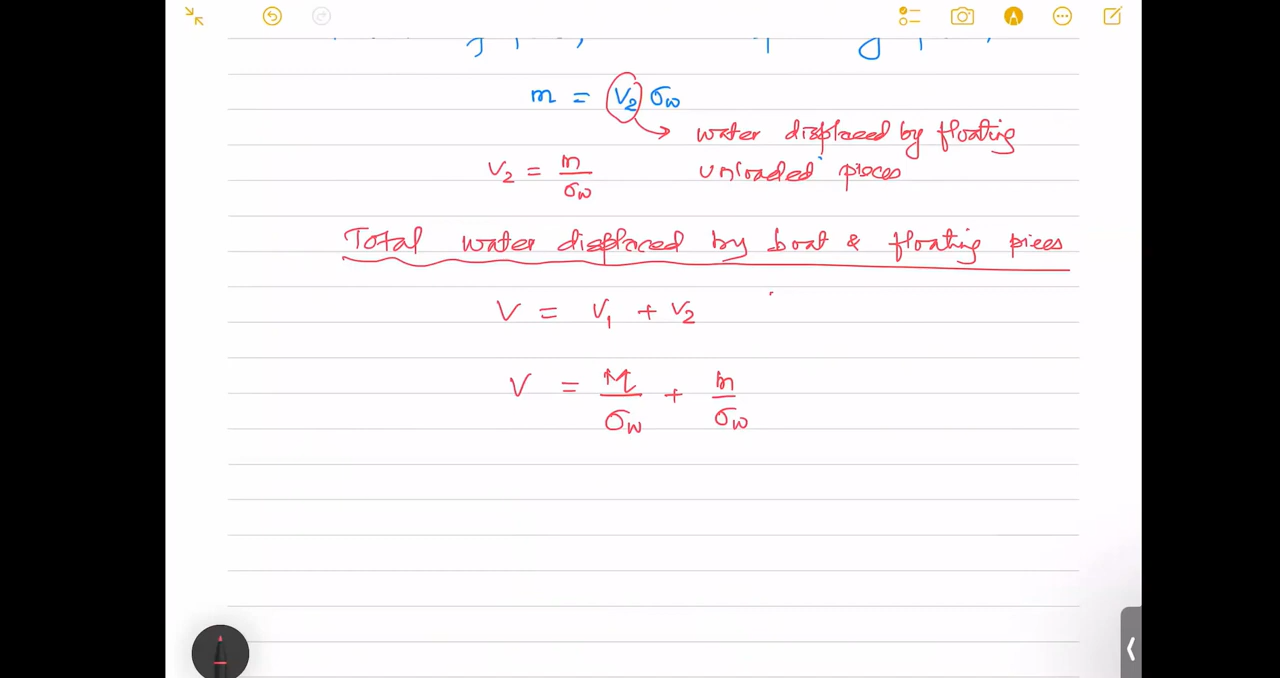 m = V2 σw
water displaced by floating
unloaded pieces
V2 = m/σw
Total water displaced by boat & floating pieces
V = V1 + V2
V = M/σw + m/σw